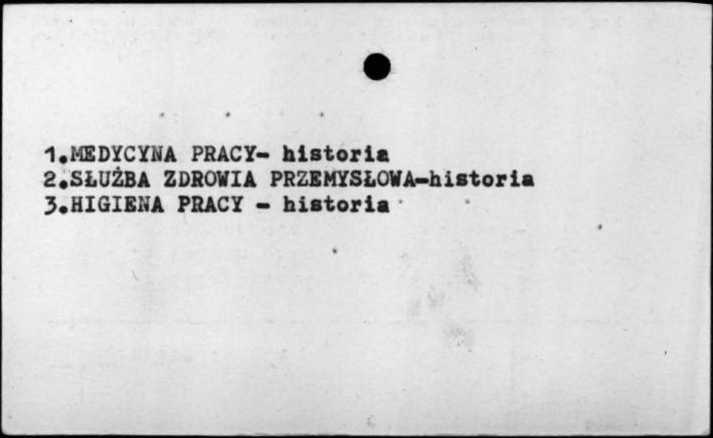 1.MEDYCYNA PRACY- historia
2.SŁUŻBA ZDROWIA PRZEMYSŁOWA-historia
3.HIGIENA PRACY - historia